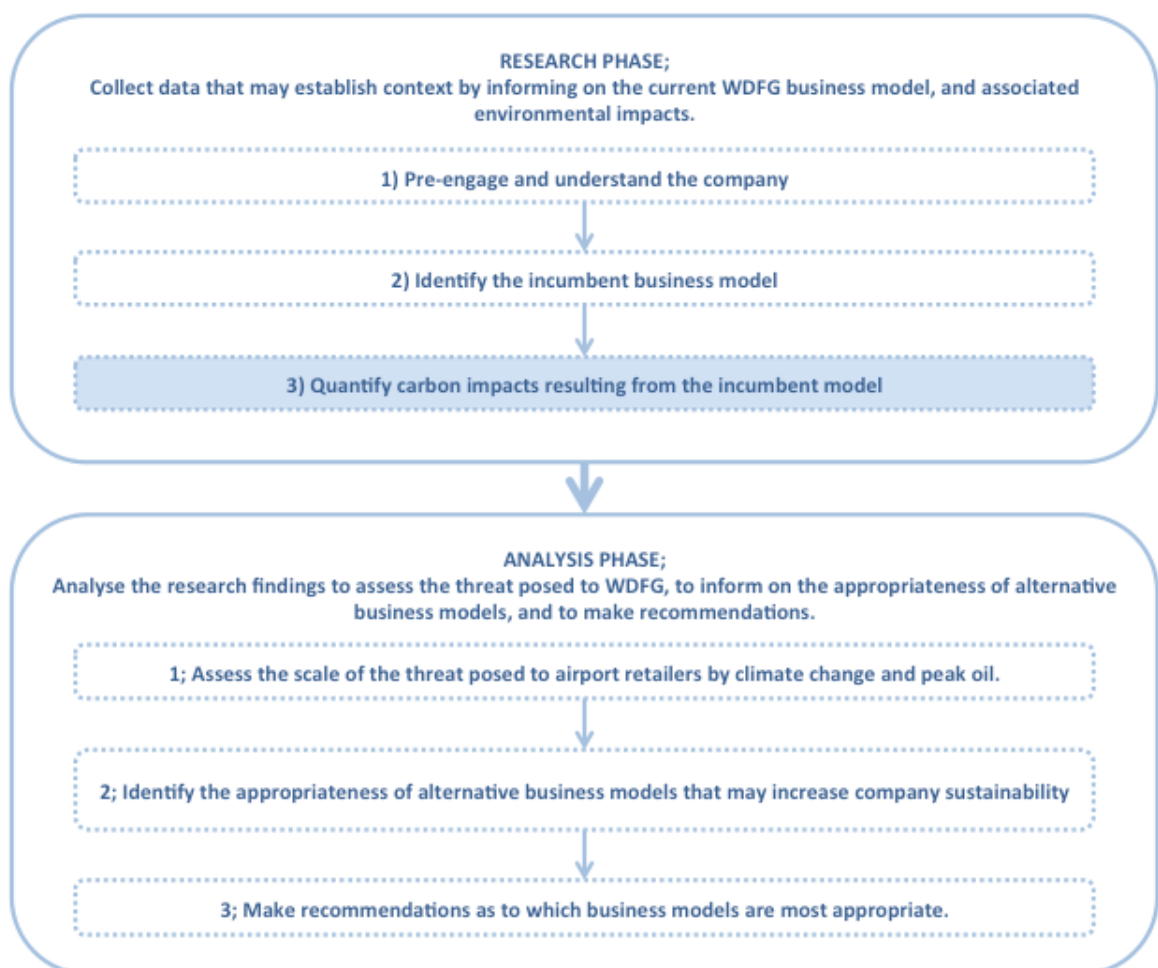 RESEARCH PHASE;
Collect data that may establish context by informing on the current WDFG business model, and associated
environmental impacts.
1) Pre-engage and understand the company
2) Identify the incumbent business model
3) Quantify carbon impacts resulting from the incumbent model
ANALYSIS PHASE;
Analyse the research findings to assess the threat posed to WDFG, to inform on the appropriateness of alternative
business models, and to make recommendations.
1; Assess the scale of the threat posed to airport retailers by climate change and peak oil.
2; Identify the appropriateness of alternative business models that may increase company sustainability
3; Make recommendations as to which business models are most appropriate.